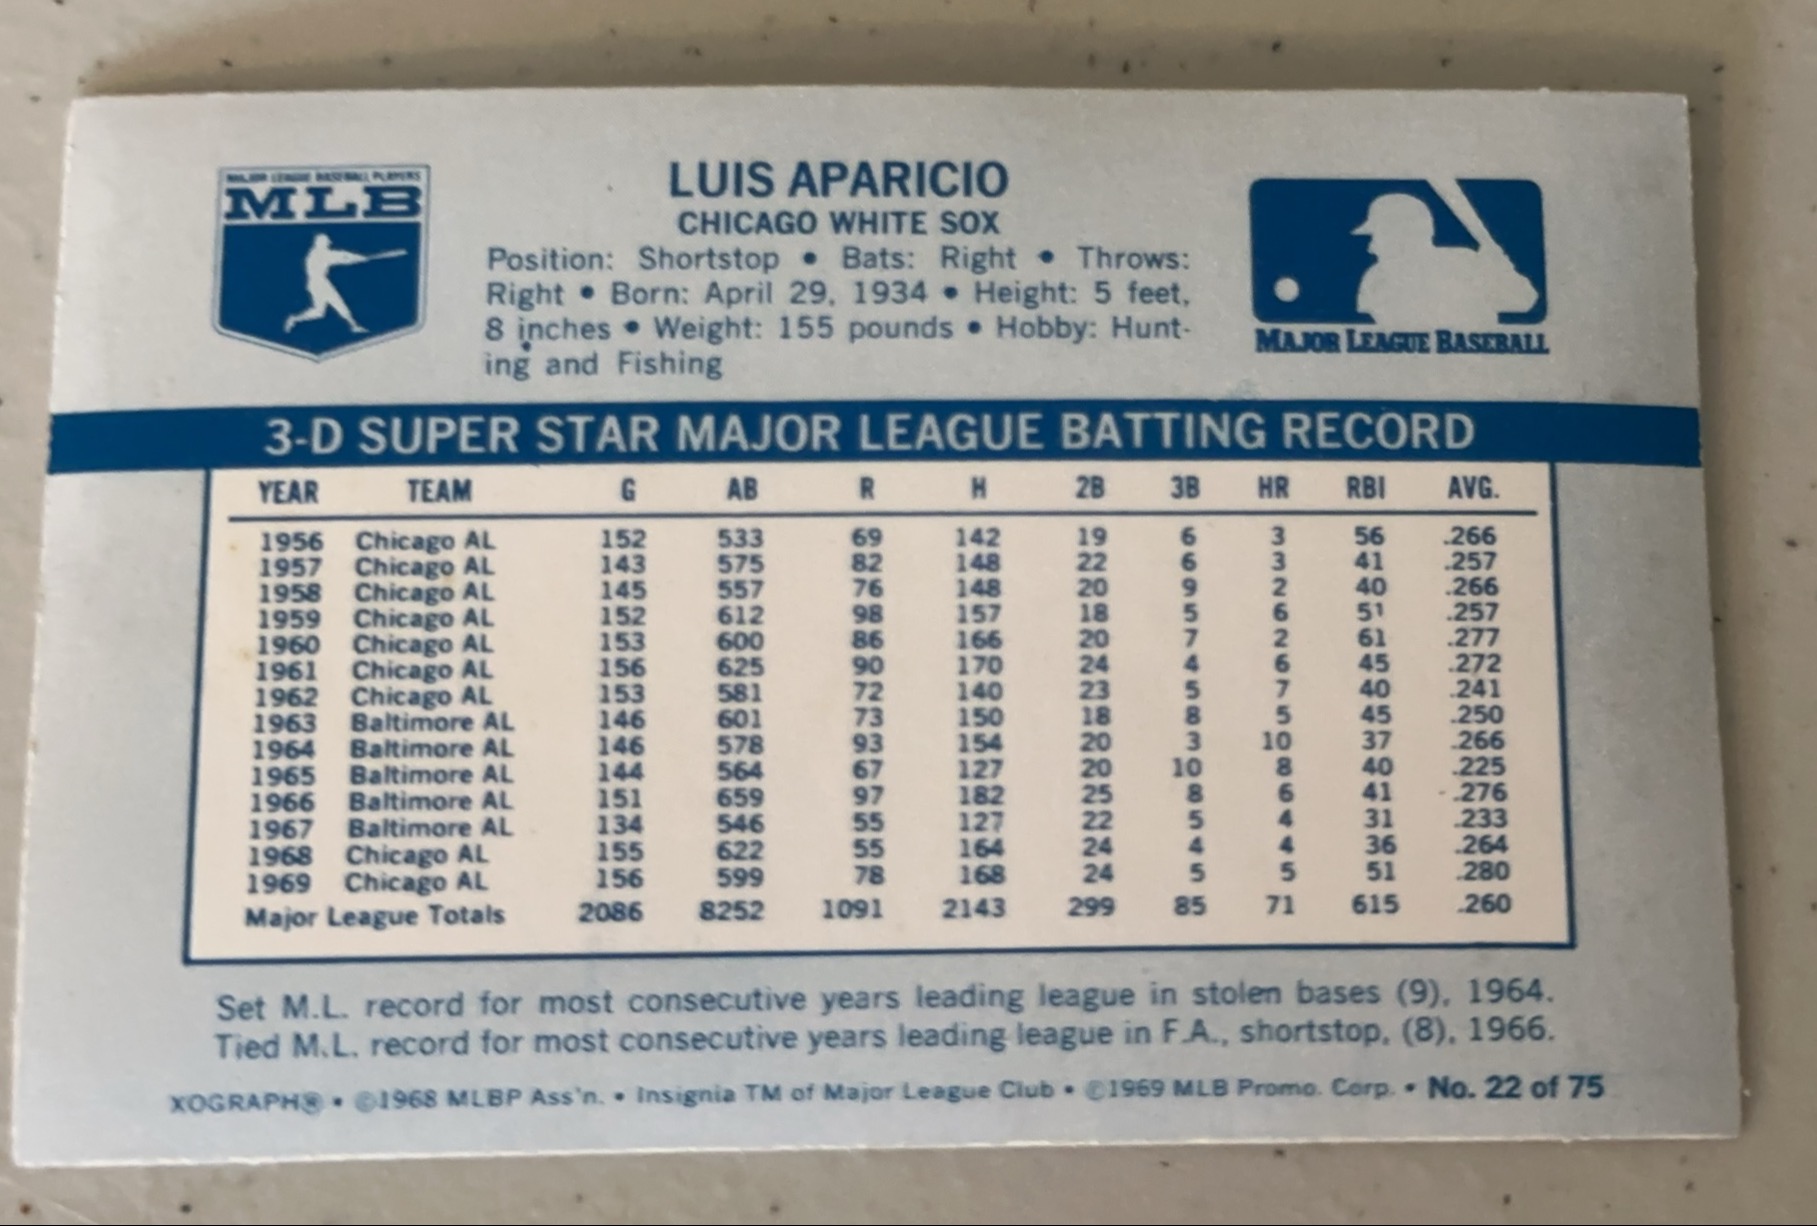 MAJOR LEAGUE BASEBALL PLAYERS
MLB
LUIS APARICIO
CHICAGO WHITE SOX
Position: Shortstop • Bats: Right • Throws:
Right • Born: April 29, 1934 • Height: 5 feet,
8 inches • Weight: 155 pounds • Hobby: Hunt-
ing and Fishing
MAJOR LEAGUE BASEBALL
3-D SUPER STAR MAJOR LEAGUE BATTING RECORD
YEAR TEAM G AB R H 2B 3B HR RBI AVG.
1956 Chicago AL 152 533 69 142 19 6 3 56 .266
1957 Chicago AL 143 575 82 148 22 6 3 41 .257
1958 Chicago AL 145 557 76 148 20 9 2 40 .266
1959 Chicago AL 152 612 98 157 18 5 6 51 .257
1960 Chicago AL 153 600 86 166 20 7 2 61 .277
1961 Chicago AL 156 625 90 170 24 4 6 45 .272
1962 Chicago AL 153 581 72 140 23 5 7 40 .241
1963 Baltimore AL 146 601 73 150 18 8 5 45 .250
1964 Baltimore AL 146 578 93 154 20 3 10 37 .266
1965 Baltimore AL 144 564 67 127 20 10 8 40 .225
1966 Baltimore AL 151 659 97 182 25 8 6 41 .276
1967 Baltimore AL 134 546 55 127 22 5 4 31 .233
1968 Chicago AL 155 622 55 164 24 4 4 36 .264
1969 Chicago AL 156 599 78 168 24 5 5 51 .280
Major League Totals 2086 8252 1091 2143 299 85 71 615 .260
Set M.L. record for most consecutive years leading league in stolen bases (9), 1964.
Tied M.L. record for most consecutive years leading league in F.A., shortstop, (8), 1966.
XOGRAPH® • ©1968 MLBP Ass'n. • Insignia TM of Major League Club • ©1969 MLB Promo. Corp. • No. 22 of 75